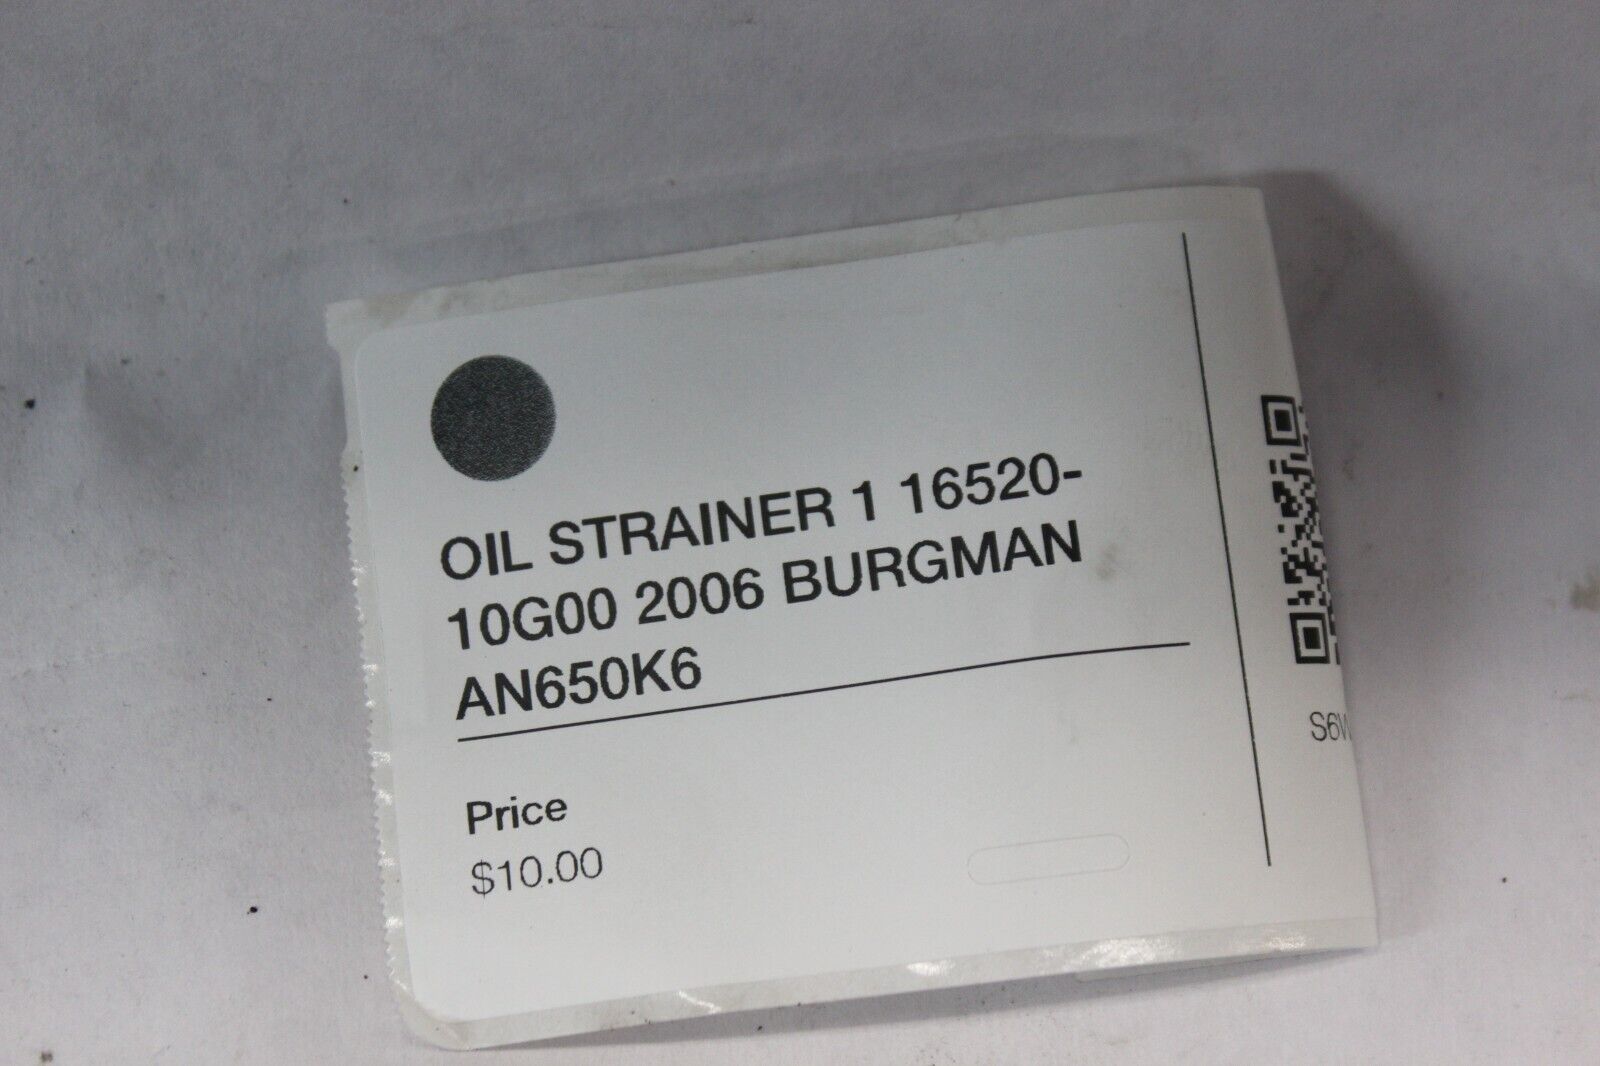 OIL STRAINER 1 16520-
10G00 2006 BURGMAN
AN650K6
Price
$10.00